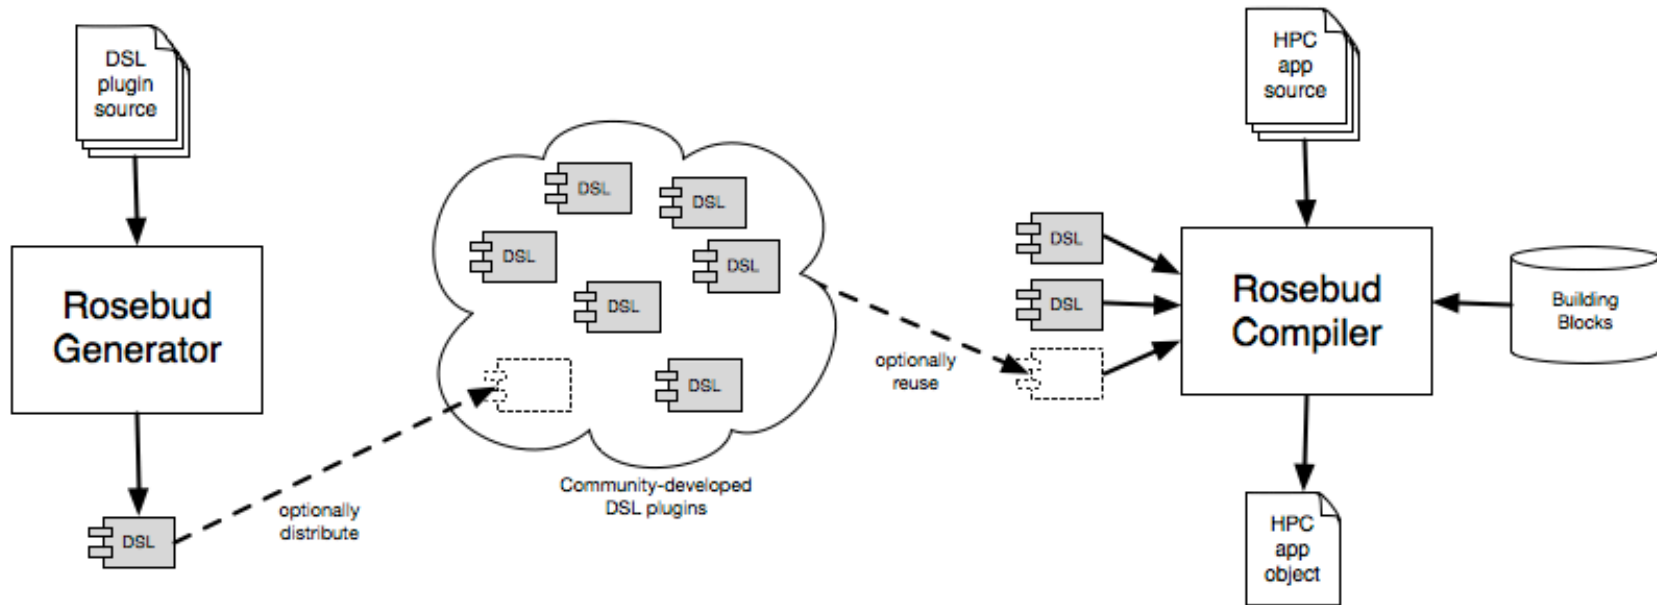 DSL
plugin
source
Rosebud
Generator
DSL
optionally
distribute
DSL
DSL
DSL
DSL
DSL
DSL
Community-developed
DSL plugins
optionally
reuse
HPC
app
source
DSL
DSL
Rosebud
Compiler
Building
Blocks
HPC
app
object